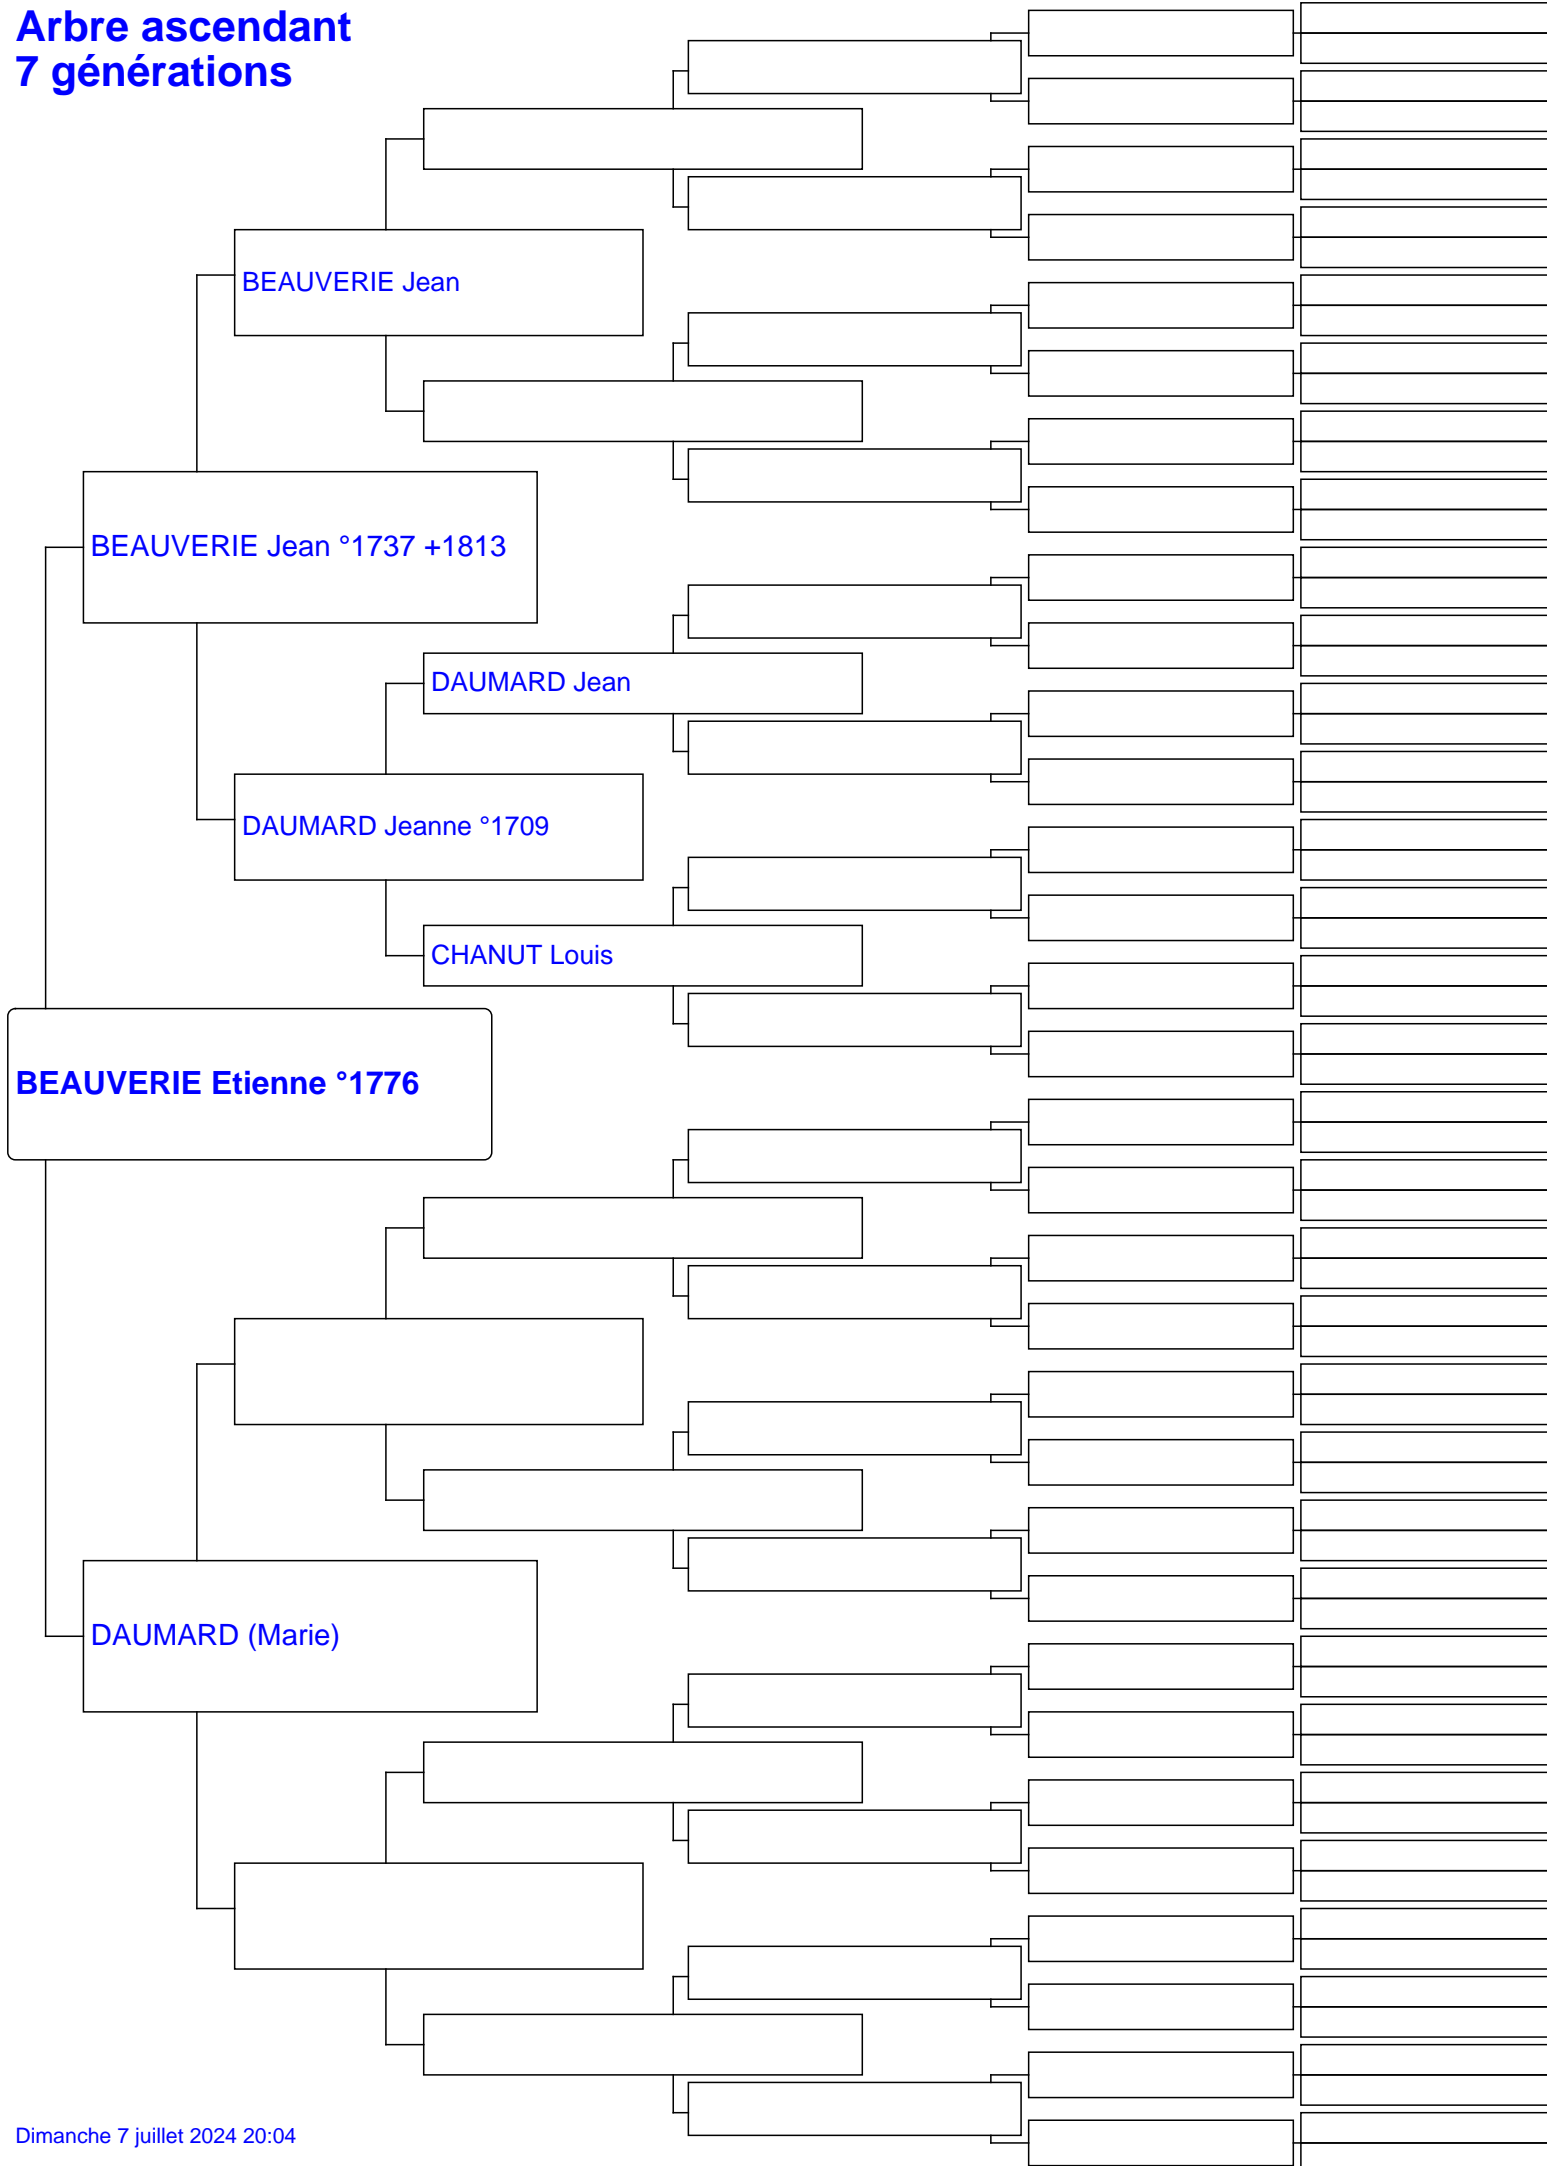 Arbre ascendant
7 générations
BEAUVERIE Jean
BEAUVERIE Jean °1737 +1813
DAUMARD Jean
DAUMARD Jeanne °1709
CHANUT Louis
BEAUVERIE Etienne °1776
DAUMARD (Marie)
Dimanche 7 juillet 2024 20:04